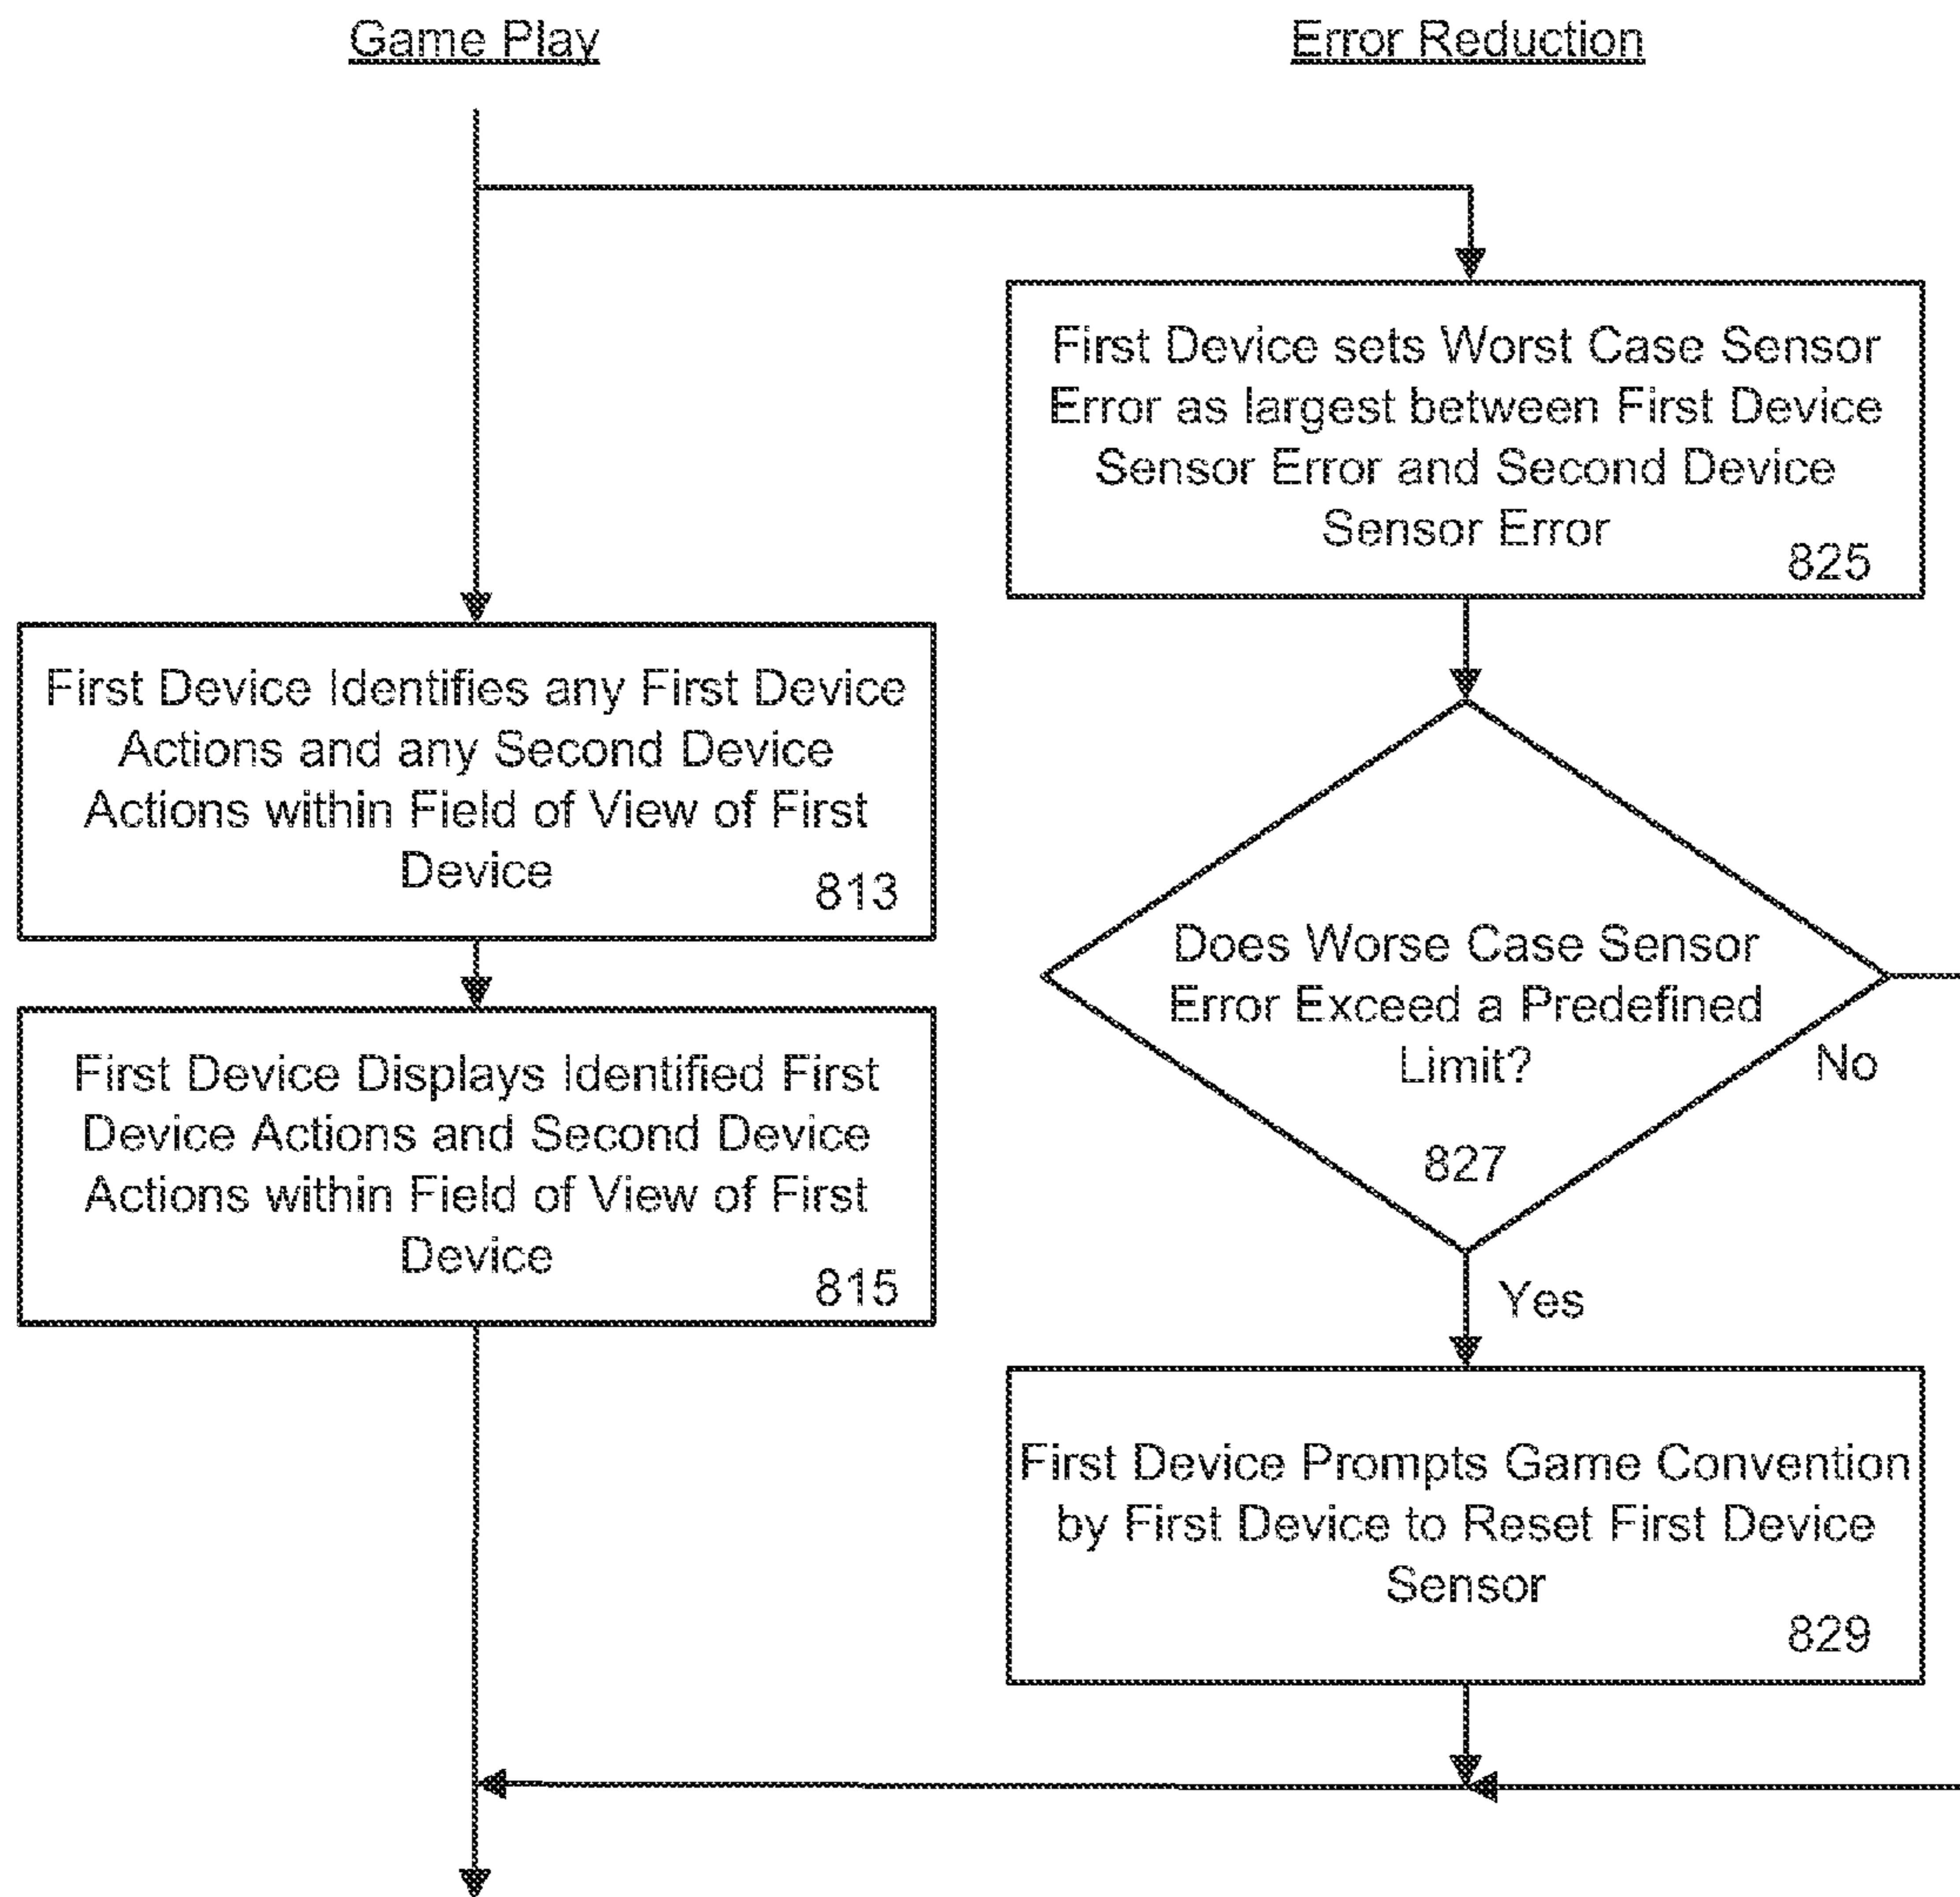 Game Play
Error Reduction
First Device sets Worst Case Sensor
Error as largest between First Device
Sensor Error and Second Device
Sensor Error
825
First Device Identifies any First Device
Actions and any Second Device
Actions within Field of View of First
Device
813
Does Worse Case Sensor
Error Exceed a Predefined
Limit?
No
827
First Device Displays Identified First
Device Actions and Second Device
Actions within Field of View of First
Device
815
Yes
First Device Prompts Game Convention
by First Device to Reset First Device
Sensor
829